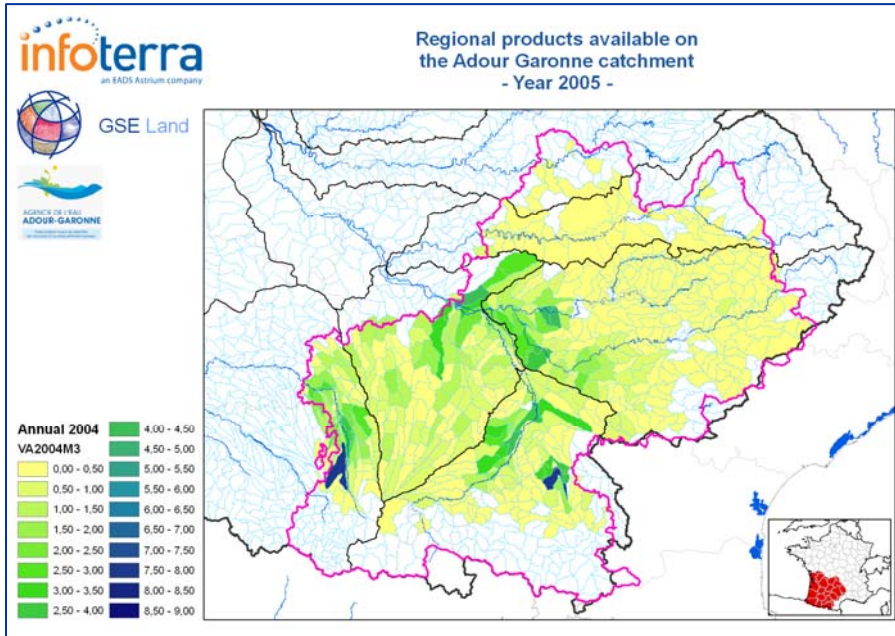 infoterra
an EADS Astrium company
GSE Land
AGENCE DE L'EAU
ADOUR-GARONNE
Regional products available on
the Adour Garonne catchment
- Year 2005 -
Annual 2004
VA2004M3
0,00 - 0,50
0,50 - 1,00
1,00 - 1,50
1,50 - 2,00
2,00 - 2,50
2,50 - 3,00
3,00 - 3,50
2,50 - 4,00
4,00 - 4,50
4,50 - 5,00
5,00 - 5,50
5,50 - 6,00
6,00 - 6,50
6,50 - 7,00
7,00 - 7,50
7,50 - 8,00
8,00 - 8,50
8,50 - 9,00